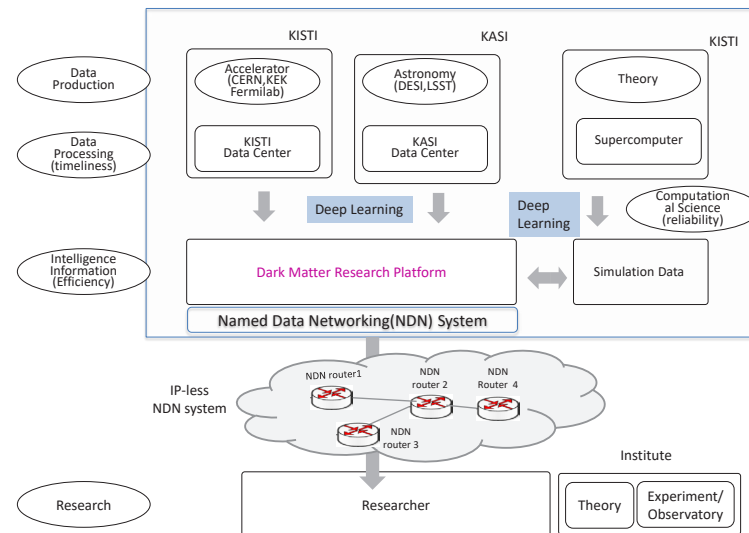 KISTI
KASI
KISTI
Data
Production
Accelerator
(CERN,KEK
Fermilab)
Astronomy
(DESI,LSST)
Theory
Data
Processing
(timeliness)
KISTI
Data Center
KASI
Data Center
Supercomputer
Deep Learning
Deep
Learning
Computation
al Science
(reliability)
Intelligence
Information
(Efficiency)
Dark Matter Research Platform
Simulation Data
Named Data Networking(NDN) System
IP-less
NDN system
NDN router1
NDN
router 2
NDN
Router 4
NDN
router 3
Institute
Research
Researcher
Theory
Experiment/
Observatory